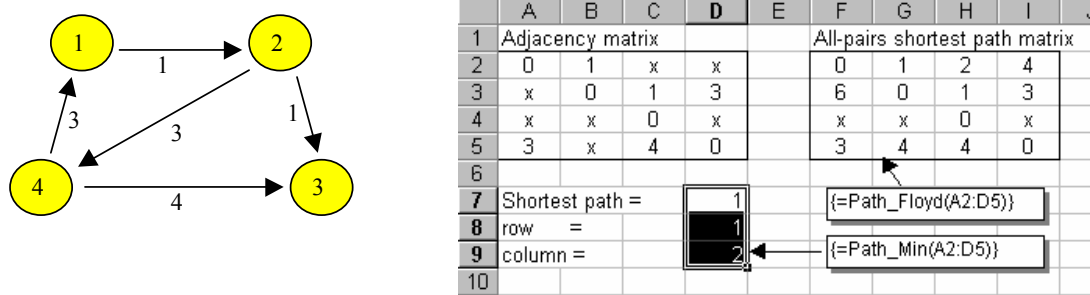 1 2
1
3 3 1
4 3
4
A B C D E F G H I
1 Adjacency matrix All-pairs shortest path matrix
2 0 1 x x 0 1 2 4
3 x 0 1 3 6 0 1 3
4 x x 0 x x x 0 x
5 3 x 4 0 3 4 4 0
6
7 Shortest path = 1 {=Path_Floyd(A2:D5)}
8 row = 1
9 column = 2 {=Path_Min(A2:D5)}
10